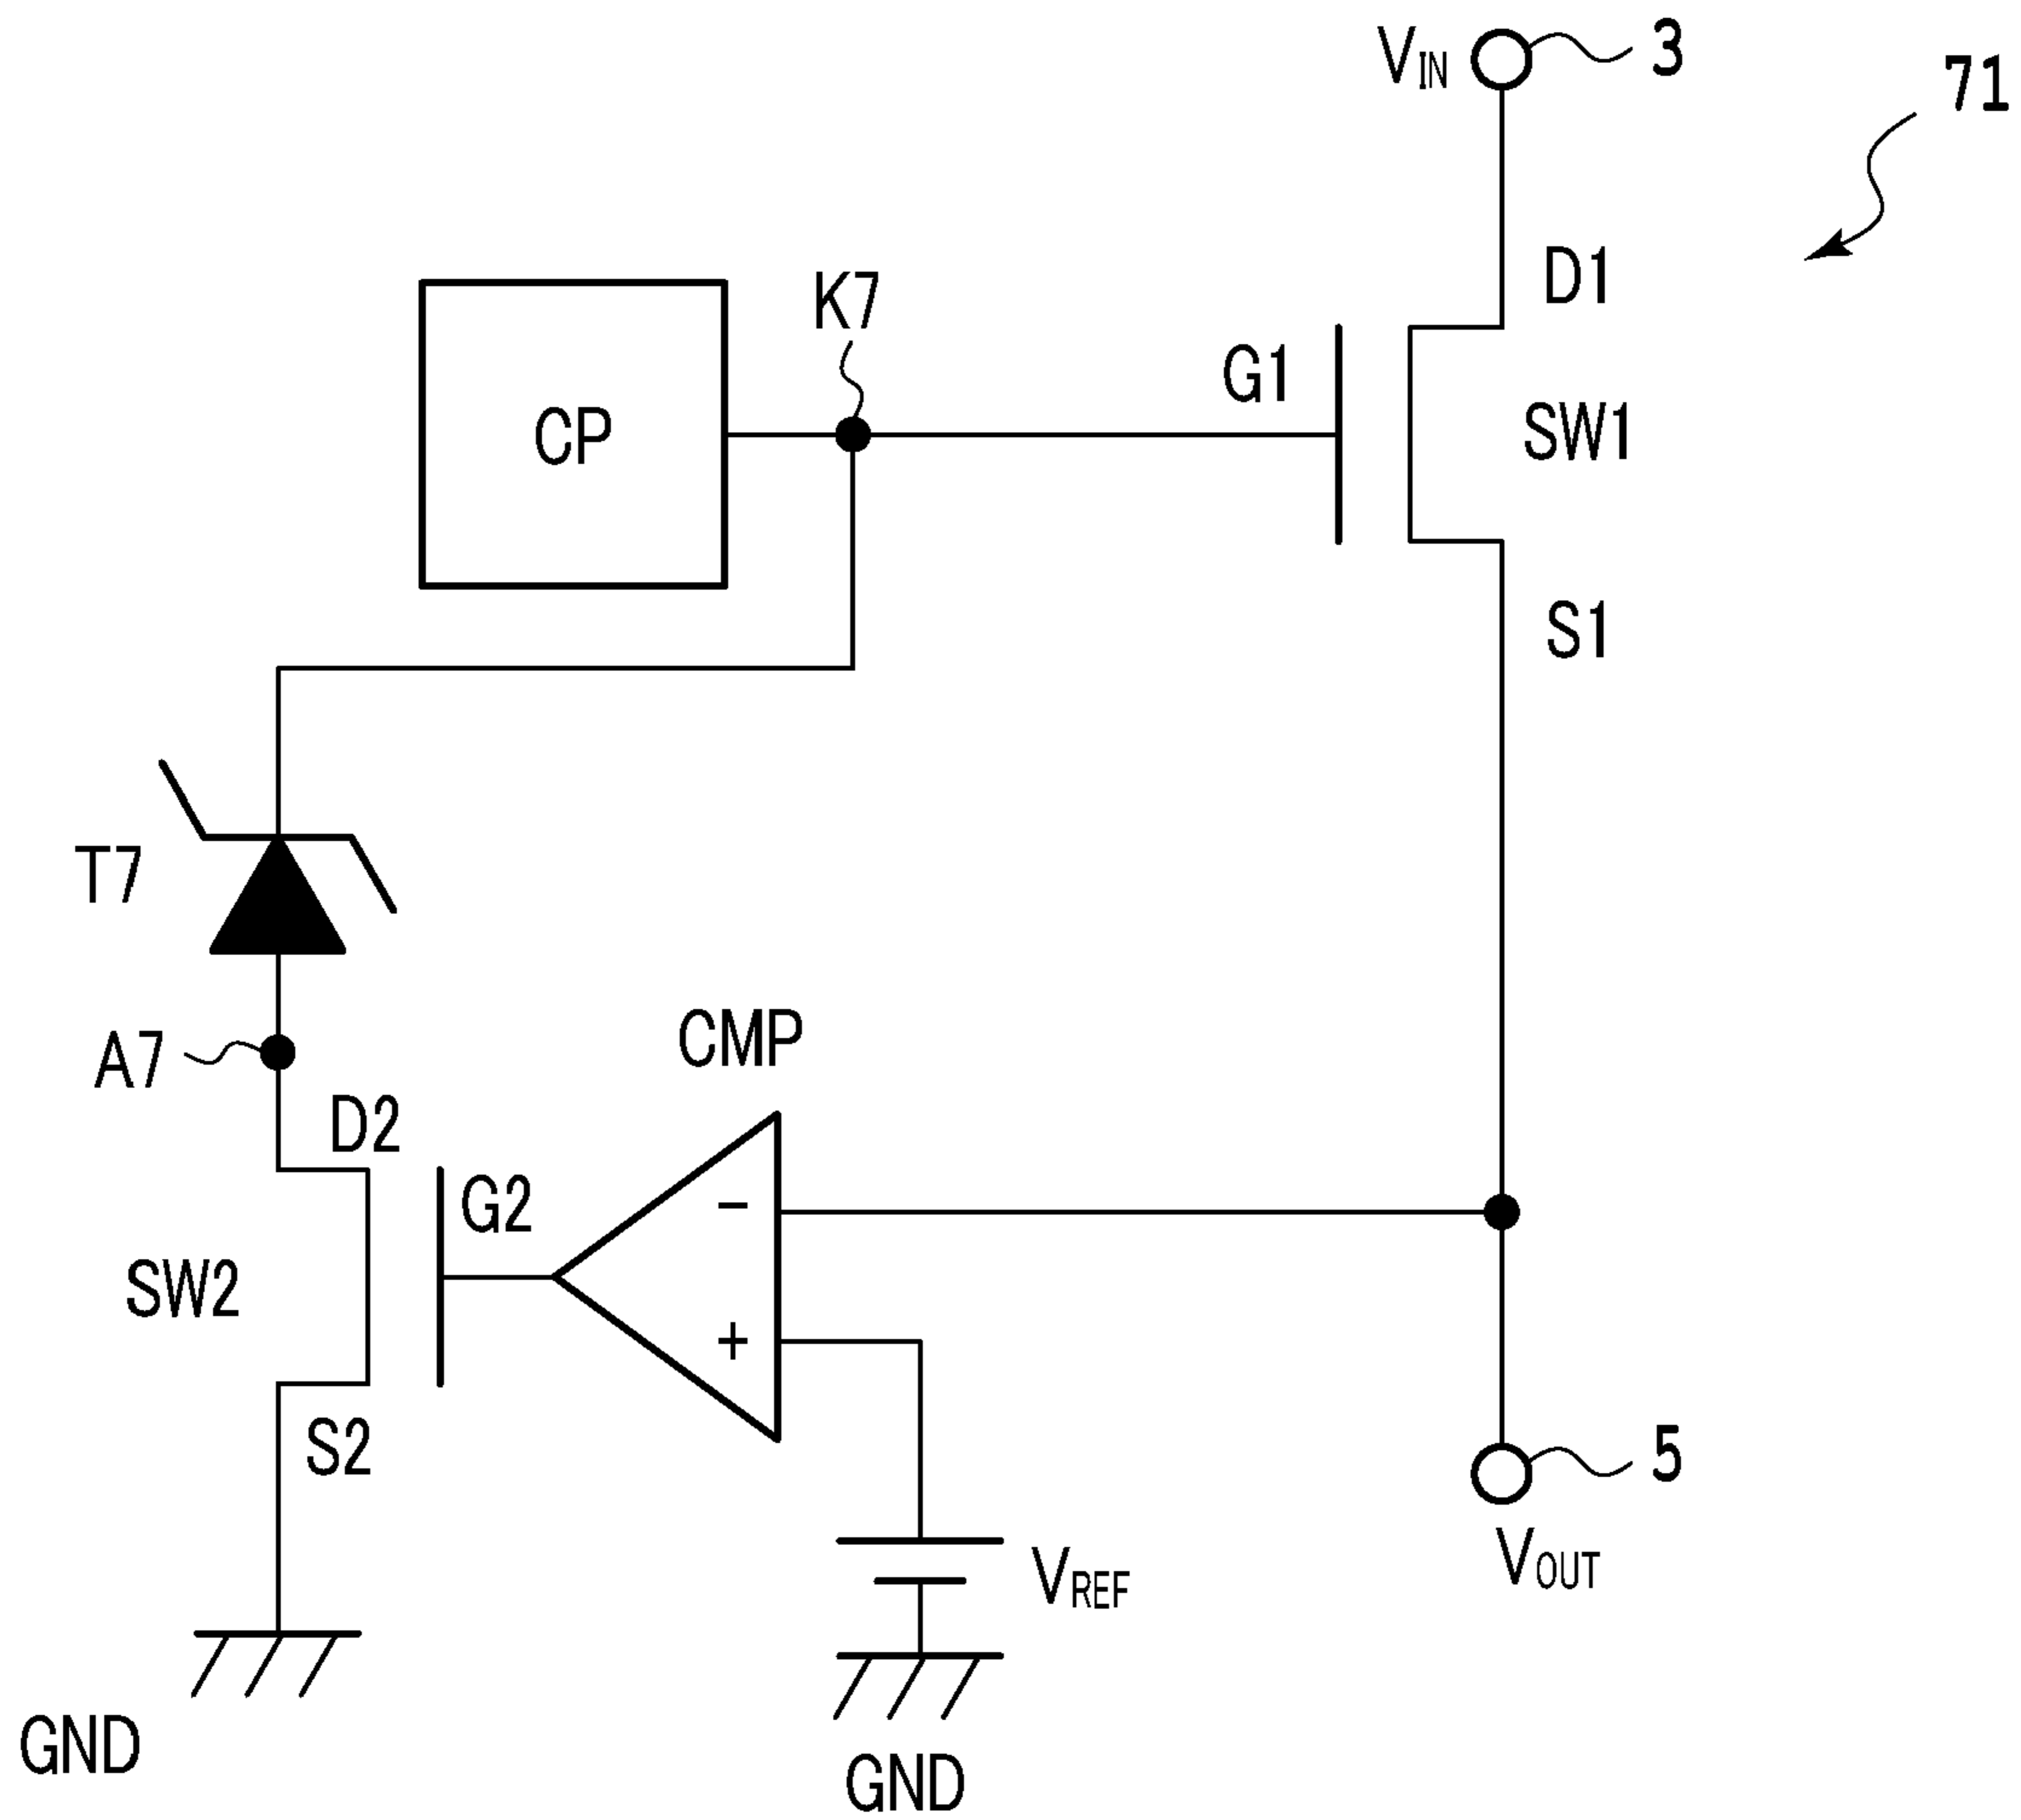 VIN
3
71
D1
K7
G1
CP
SW1
S1
T7
CMP
A7
D2
G2
-
SW2
+
S2
5
VOUT
VREF
GND
GND